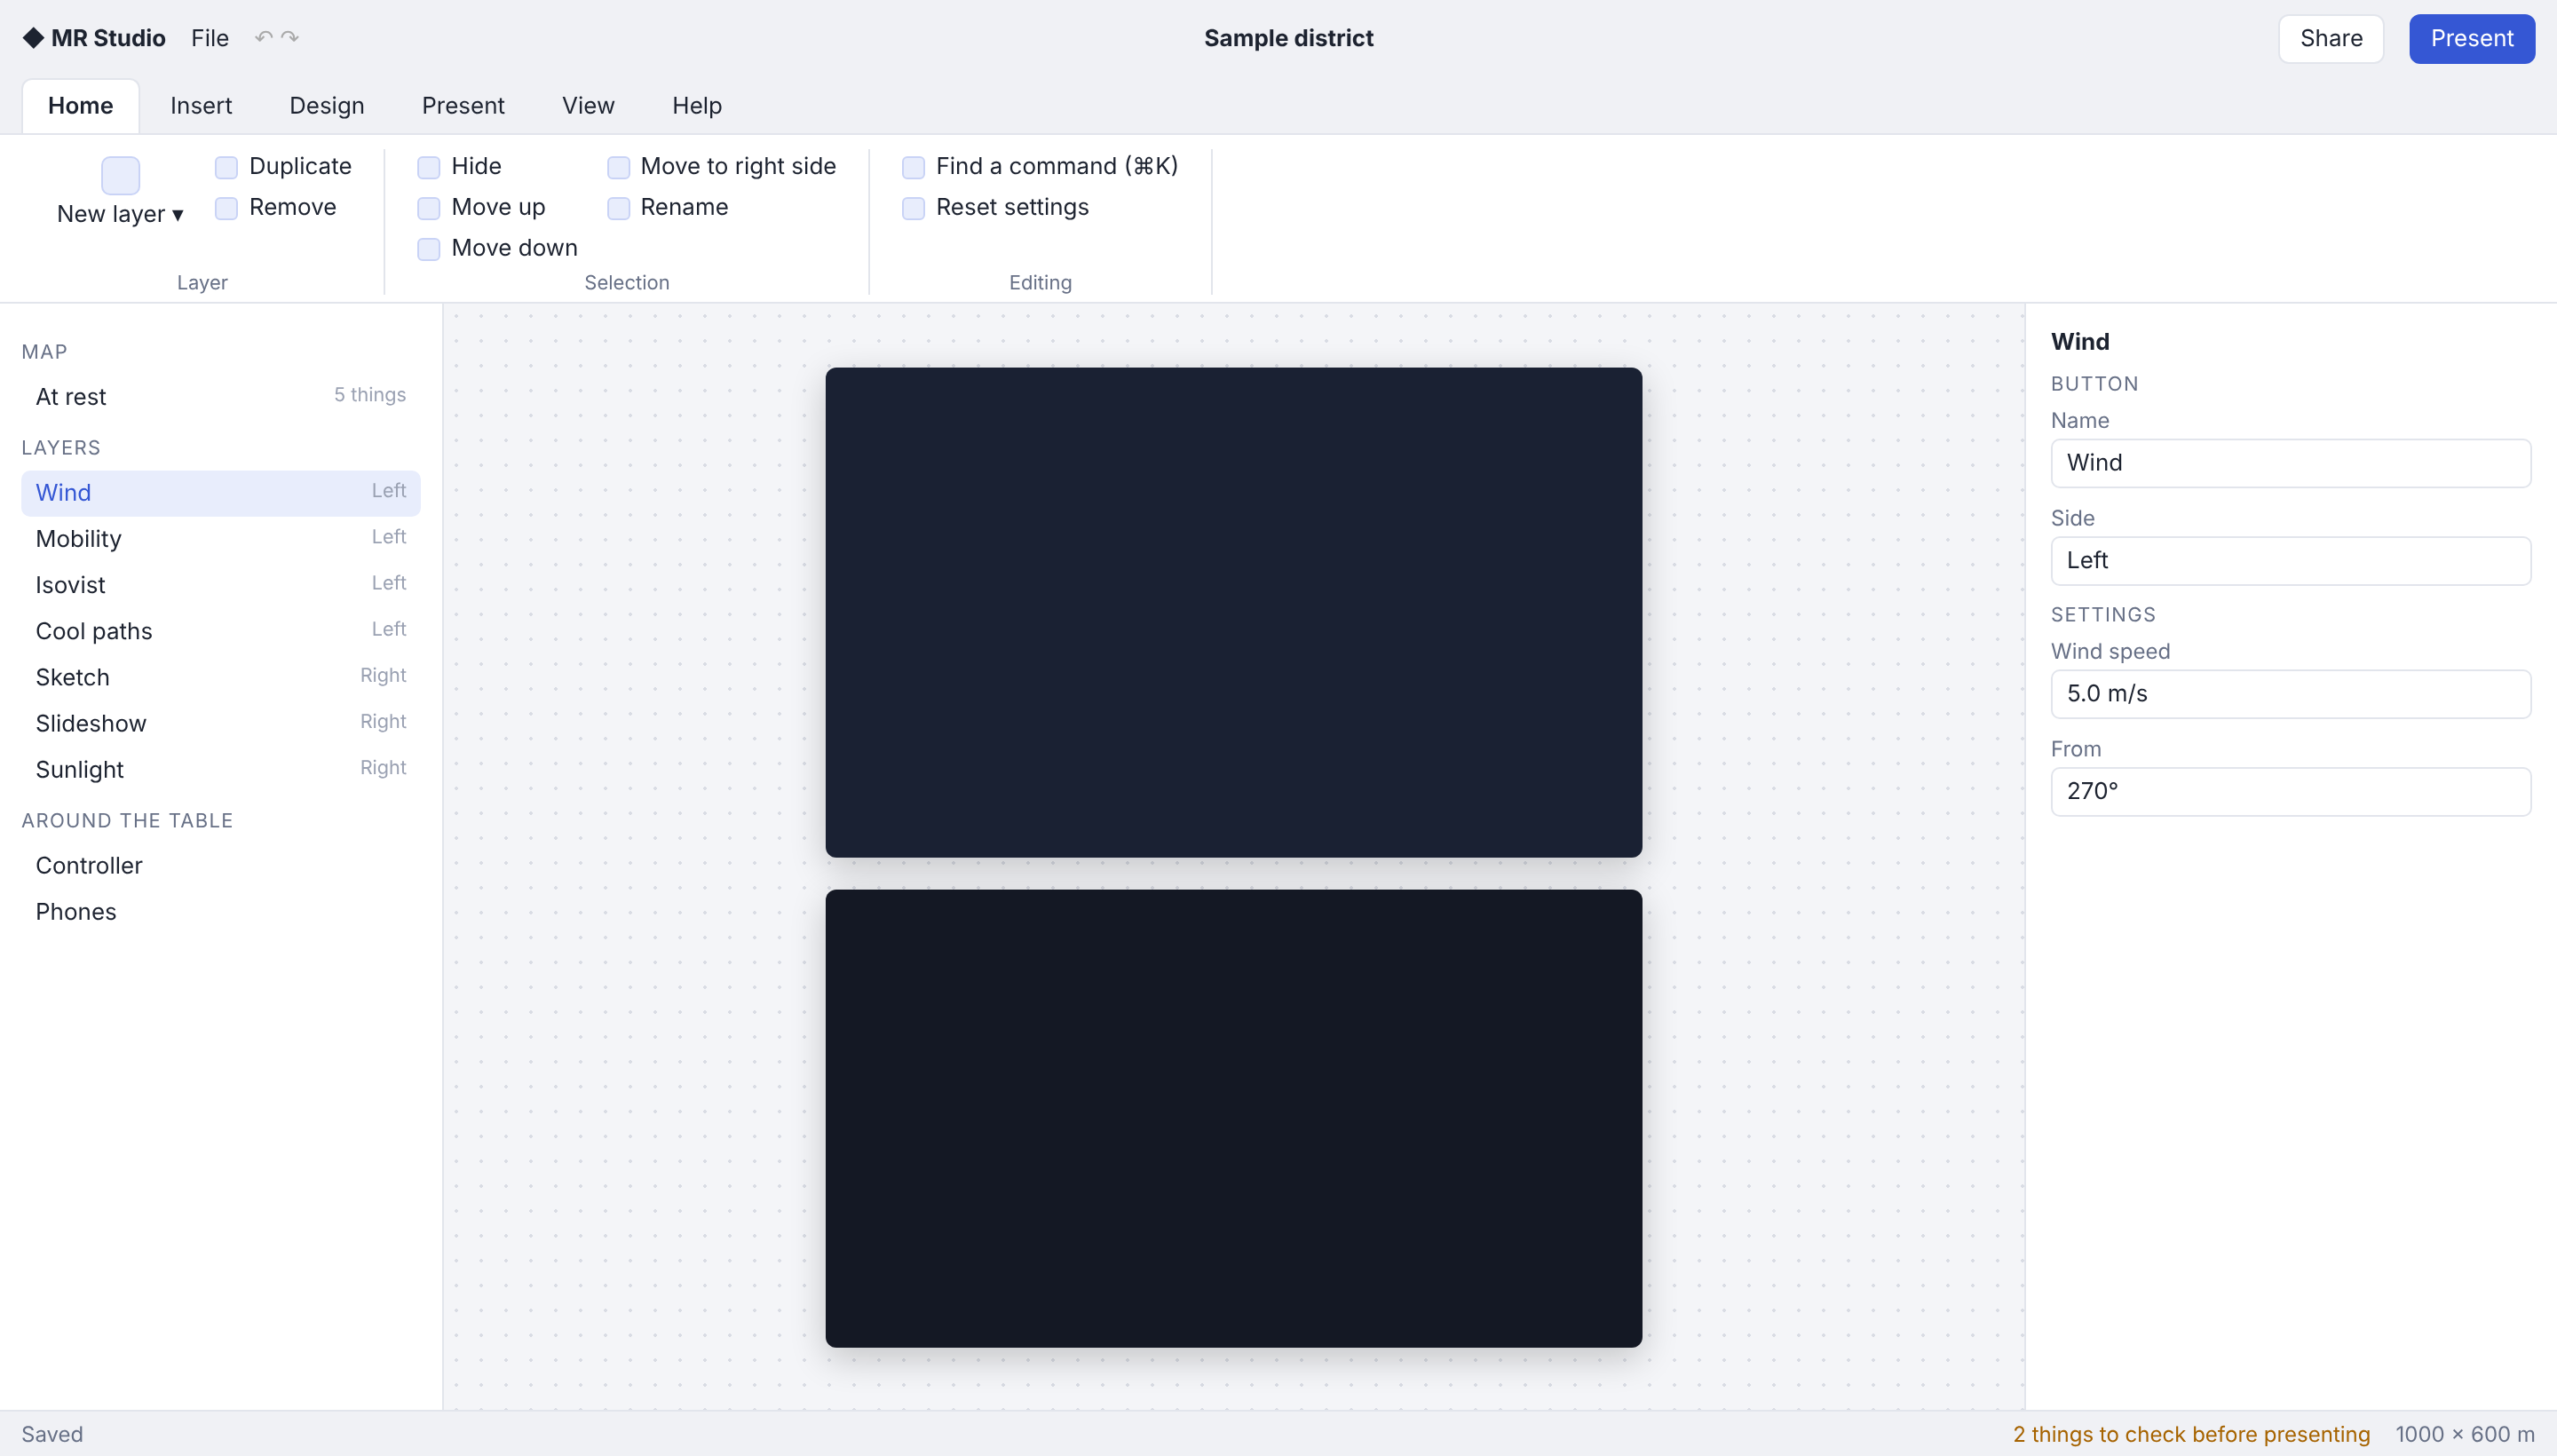 ◆ MR Studio File ↶ ↷ Sample district Share Present
Home Insert Design Present View Help
New layer ▾
Duplicate
Remove
Layer
Hide
Move up
Move down
Move to right side
Rename
Selection
Find a command (⌘K)
Reset settings
Editing
MAP
At rest 5 things
LAYERS
Wind Left
Mobility Left
Isovist Left
Cool paths Left
Sketch Right
Slideshow Right
Sunlight Right
AROUND THE TABLE
Controller
Phones
Wind
BUTTON
Name
Wind
Side
Left
SETTINGS
Wind speed
5.0 m/s
From
270°
Saved 2 things to check before presenting 1000 × 600 m